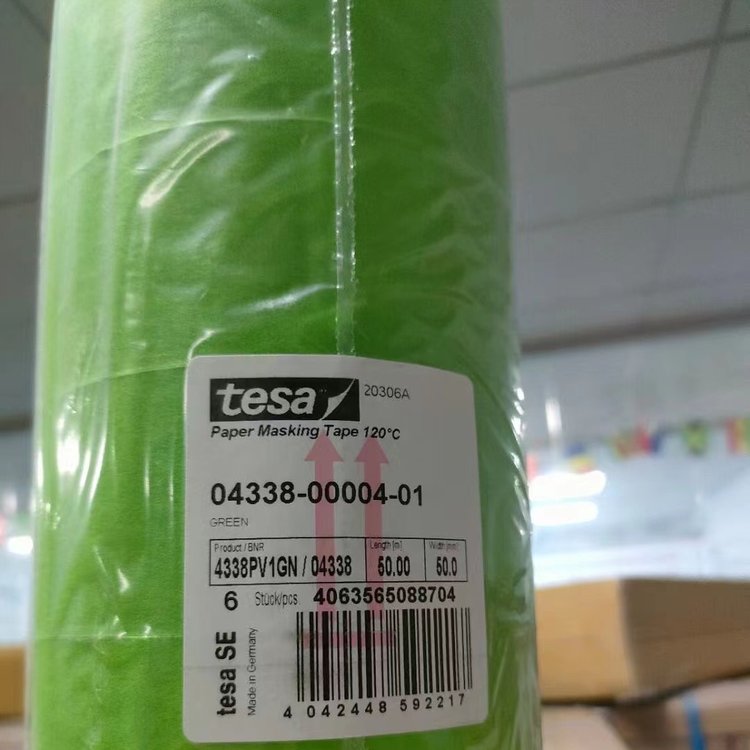 tesa 20306A
Paper Masking Tape 120°C
04338-00004-01
GREEN
Product / BNR Length [m] Width [mm]
4338PV1GN / 04338 50.00 50.0
6 Stück/pcs 4063565088704
tesa SE
Made in Germany
4 042448 592217